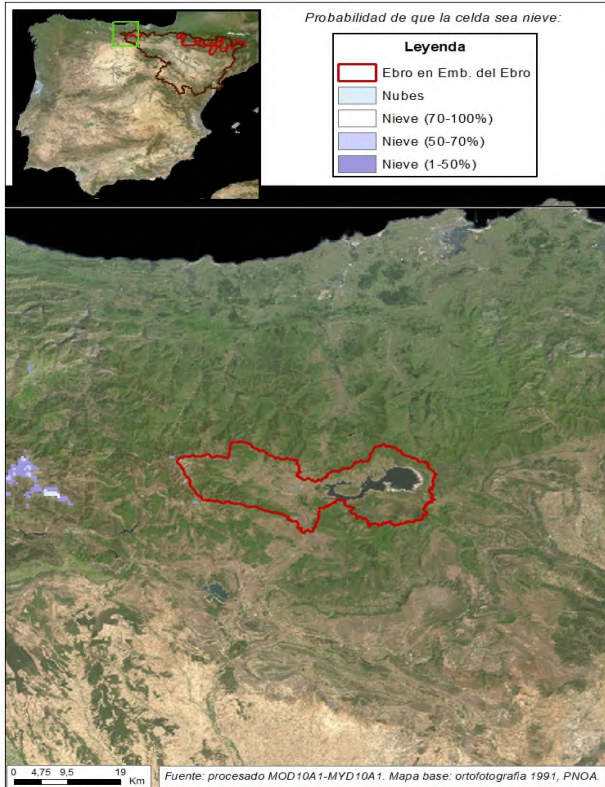 Probabilidad de que la celda sea nieve:
Leyenda
Ebro en Emb. del Ebro
Nubes
Nieve (70-100%)
Nieve (50-70%)
Nieve (1-50%)
0 4,75 9,5 19
Km
Fuente: procesado MOD10A1-MYD10A1. Mapa base: ortofotografía 1991, PNOA.